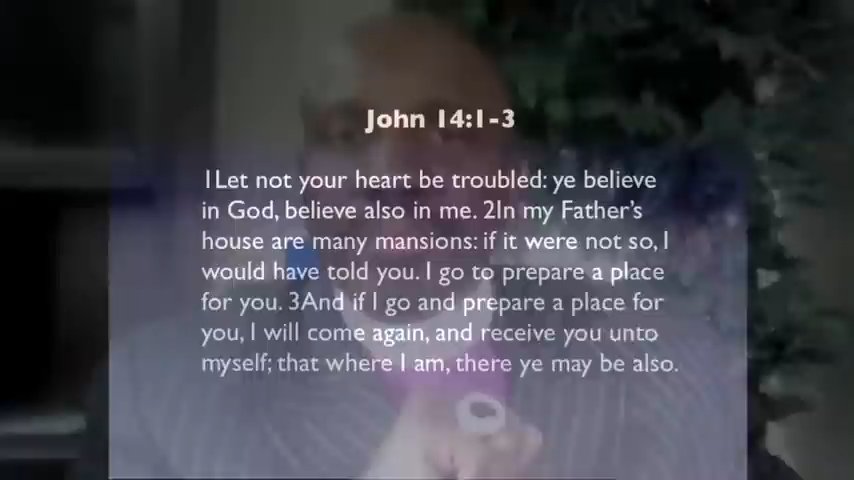 John 14:1-3
1Let not your heart be troubled: ye believe
in God, believe also in me. 2In my Father's
house are many mansions: if it were not so, I
would have told you. I go to prepare a place
for you. 3And if I go and prepare a place for
you, I will come again, and receive you unto
myself; that where I am, there ye may be also.